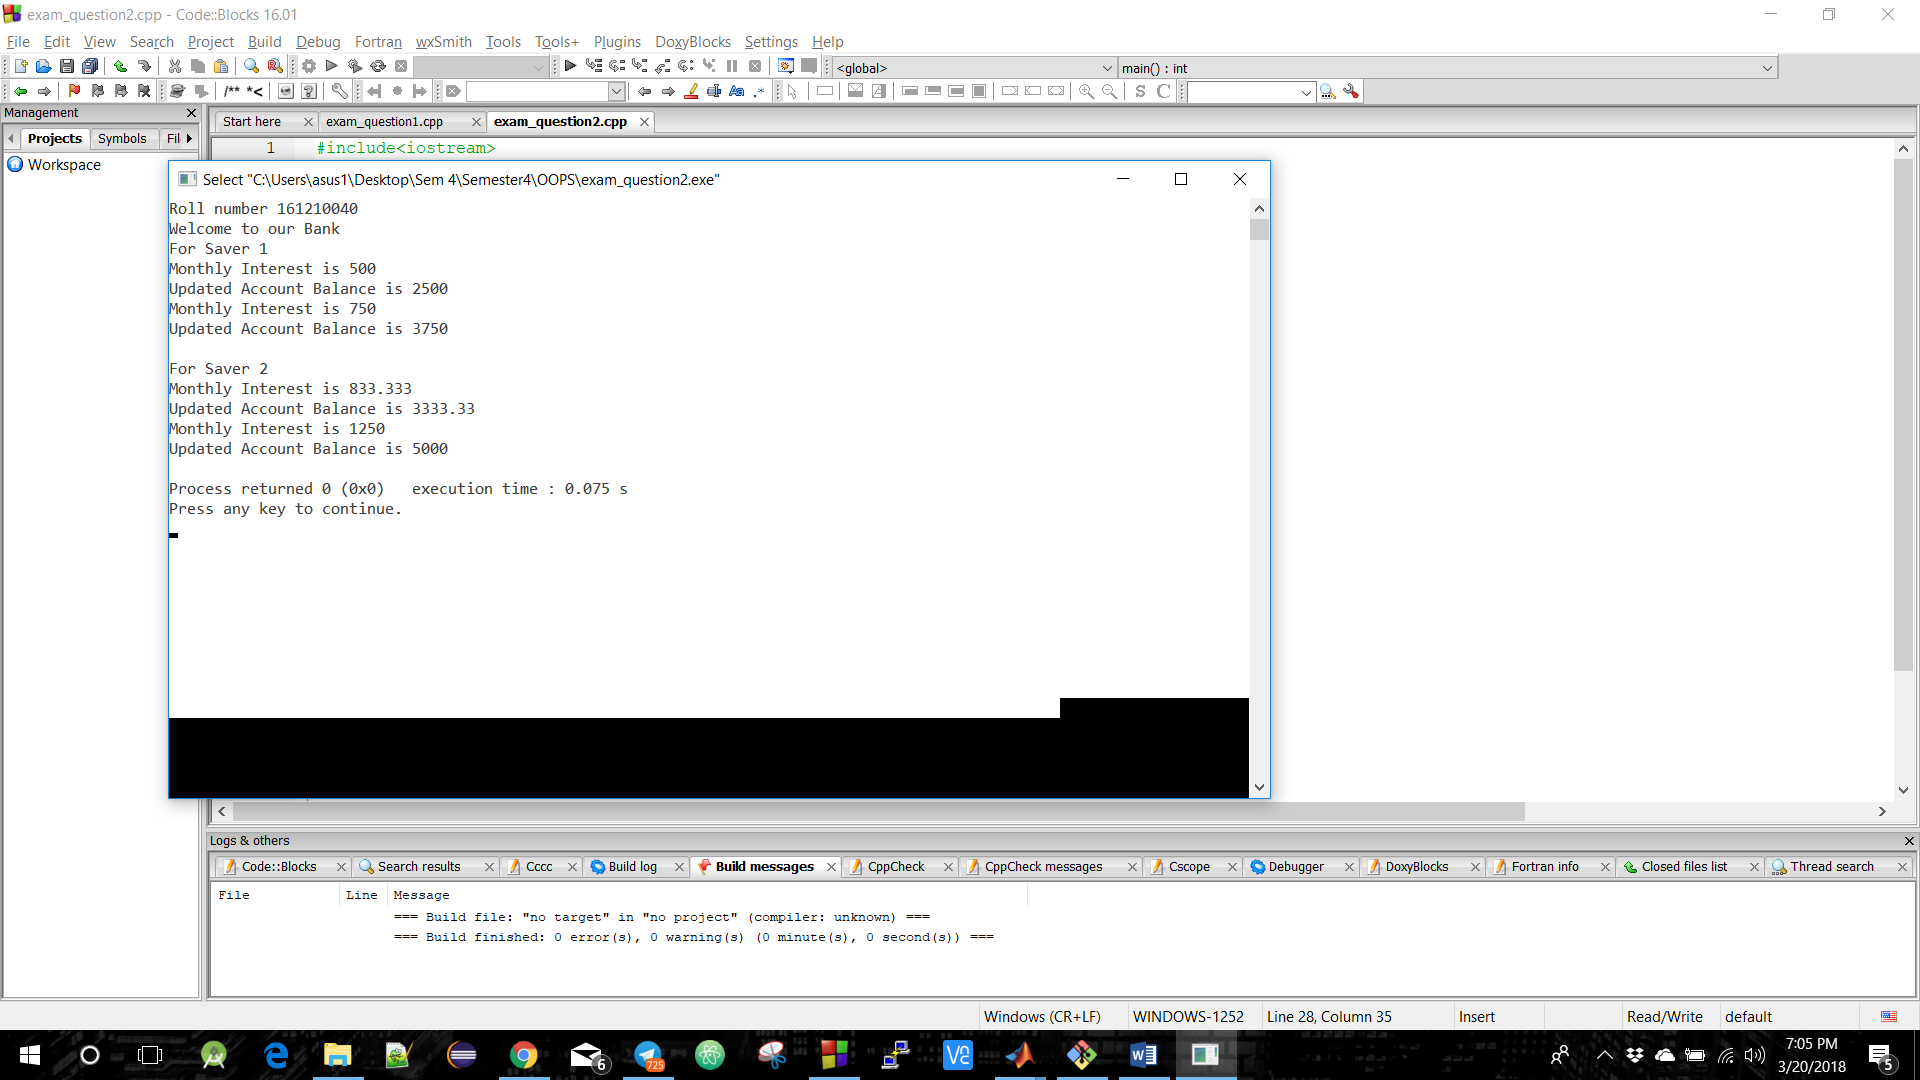 exam_question2.cpp - Code::Blocks 16.01
File Edit View Search Project Build Debug Fortran wxSmith Tools Tools+ Plugins DoxyBlocks Settings Help
<global> main() : int
/** *<
Management
Start here exam_question1.cpp exam_question2.cpp
Projects Symbols Fil
1 #include<iostream>
Workspace
Select "C:\Users\asus1\Desktop\Sem 4\Semester4\OOPS\exam_question2.exe"
Roll number 161210040
Welcome to our Bank
For Saver 1
Monthly Interest is 500
Updated Account Balance is 2500
Monthly Interest is 750
Updated Account Balance is 3750
For Saver 2
Monthly Interest is 833.333
Updated Account Balance is 3333.33
Monthly Interest is 1250
Updated Account Balance is 5000
Process returned 0 (0x0)   execution time : 0.075 s
Press any key to continue.
Logs & others
Code::Blocks Search results Cccc Build log Build messages CppCheck CppCheck messages Cscope Debugger DoxyBlocks Fortran info Closed files list Thread search
File Line Message
=== Build file: "no target" in "no project" (compiler: unknown) ===
=== Build finished: 0 error(s), 0 warning(s) (0 minute(s), 0 second(s)) ===
Windows (CR+LF) WINDOWS-1252 Line 28, Column 35 Insert Read/Write default
6 725 7:05 PM
3/20/2018 5